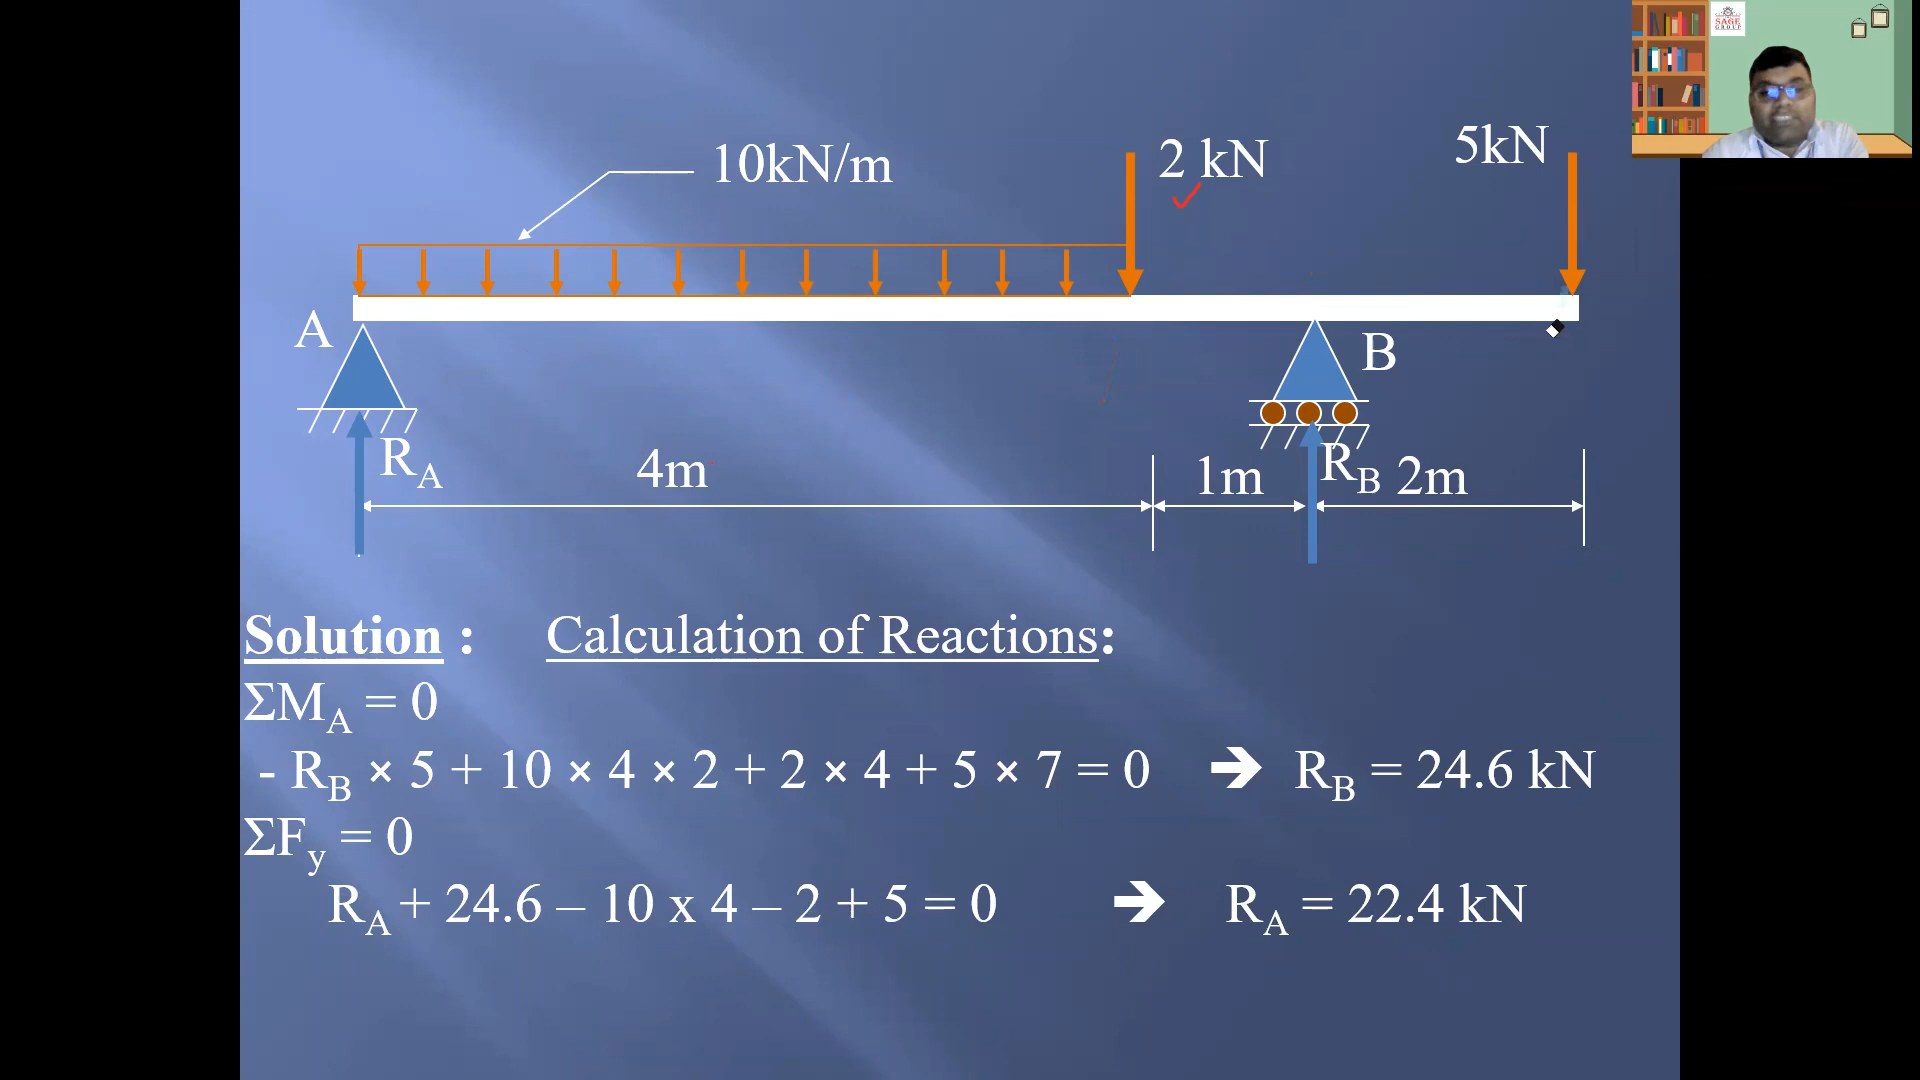 SAGE
GROUP
10kN/m
2 kN
5kN
A
B
R_A
4m
1m
R_B
2m
Solution : Calculation of Reactions:
ΣM_A = 0
- R_B × 5 + 10 × 4 × 2 + 2 × 4 + 5 × 7 = 0 ➔ R_B = 24.6 kN
ΣF_y = 0
R_A + 24.6 – 10 x 4 – 2 + 5 = 0 ➔ R_A = 22.4 kN